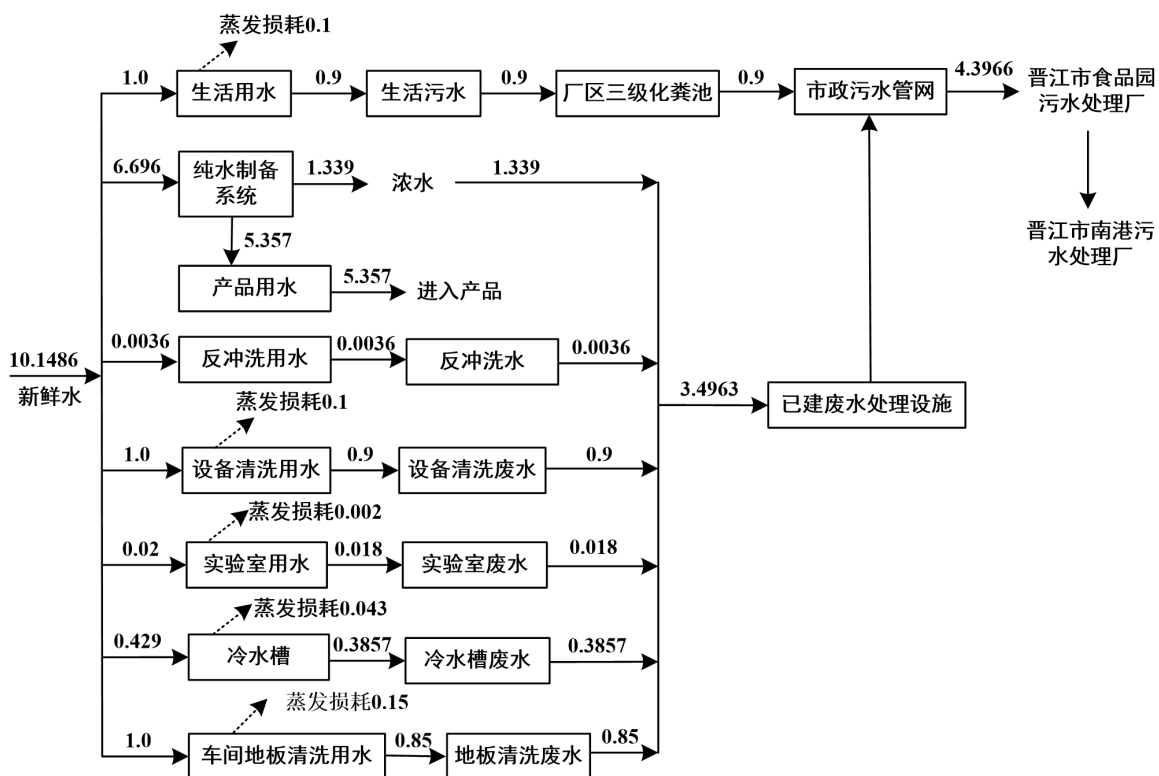 蒸发损耗0.1
1.0
生活用水
0.9
生活污水
0.9
厂区三级化粪池
0.9
市政污水管网
4.3966
晋江市食品园
污水处理厂
6.696
纯水制备
系统
1.339
浓水
1.339
晋江市南港污
水处理厂
5.357
产品用水
5.357
进入产品
10.1486
新鲜水
0.0036
反冲洗用水
0.0036
反冲洗水
0.0036
3.4963
已建废水处理设施
蒸发损耗0.1
1.0
设备清洗用水
0.9
设备清洗废水
0.9
蒸发损耗0.002
0.02
实验室用水
0.018
实验室废水
0.018
蒸发损耗0.043
0.429
冷水槽
0.3857
冷水槽废水
0.3857
蒸发损耗0.15
1.0
车间地板清洗用水
0.85
地板清洗废水
0.85